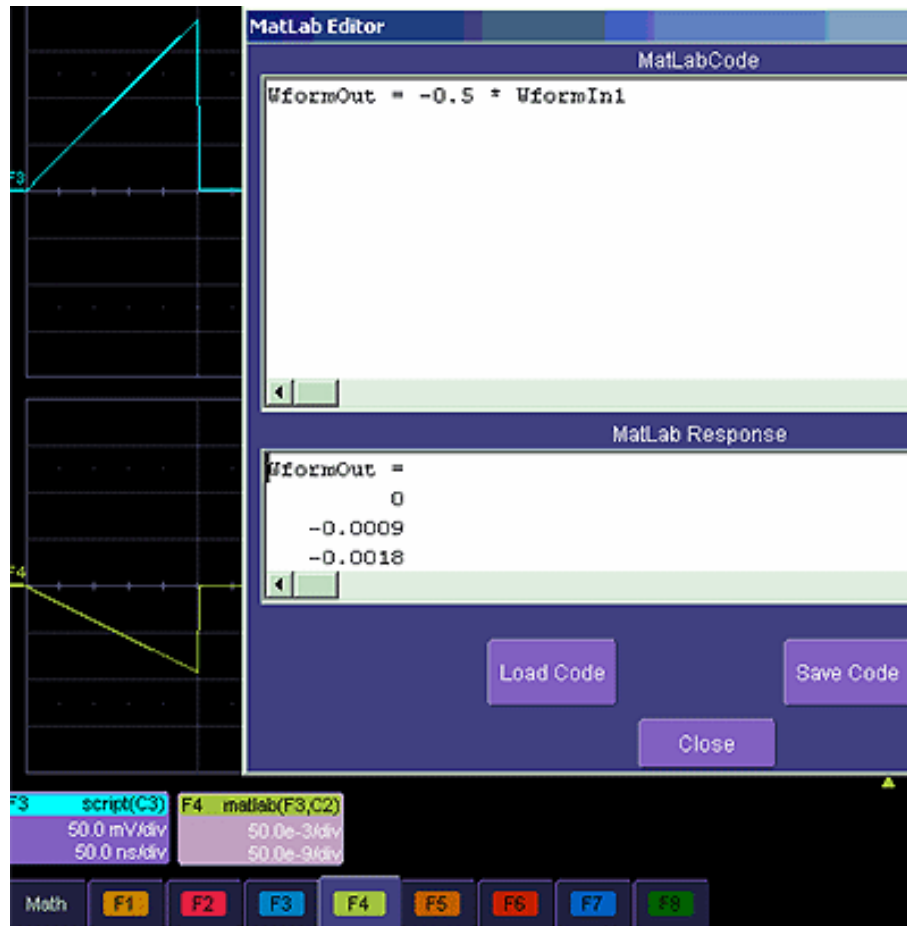 MatLab Editor
MatLabCode
WformOut = -0.5 * WformIn1
F3
MatLab Response
WformOut =
0
-0.0009
-0.0018
F4
Load Code
Save Code
Close
F3 script(C3)
50.0 mV/div
50.0 ns/div
F4 matlab(F3,C2)
50.0e-3/div
50.0e-9/div
Math
F1
F2
F3
F4
F5
F6
F7
F8